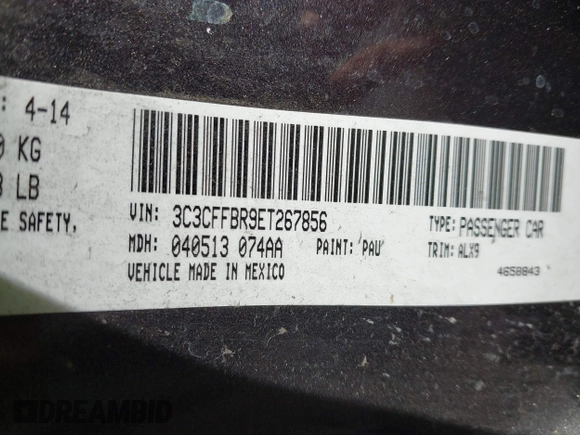 : 4-14
KG
LB
E SAFETY,
VIN: 3C3CFFBR9ET267856
TYPE: PASSENGER CAR
MDH: 040513 074AA
PAINT: PAU
TRIM: ALX9
VEHICLE MADE IN MEXICO
4658843
DREAMBID